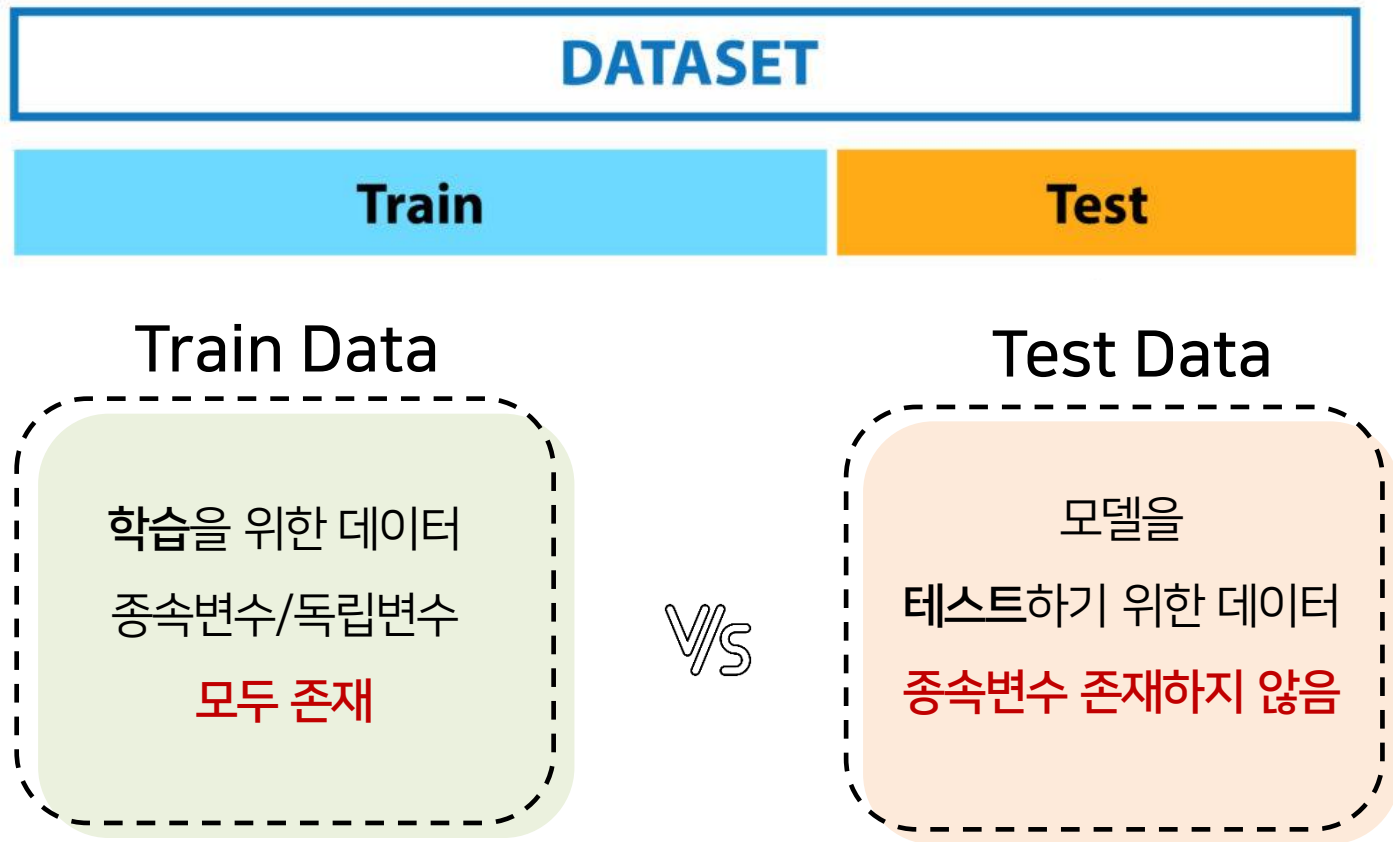 DATASET
Train
Test
Train Data
Test Data
학습을 위한 데이터
종속변수/독립변수
모두 존재
V/S
모델을
테스트하기 위한 데이터
종속변수 존재하지 않음